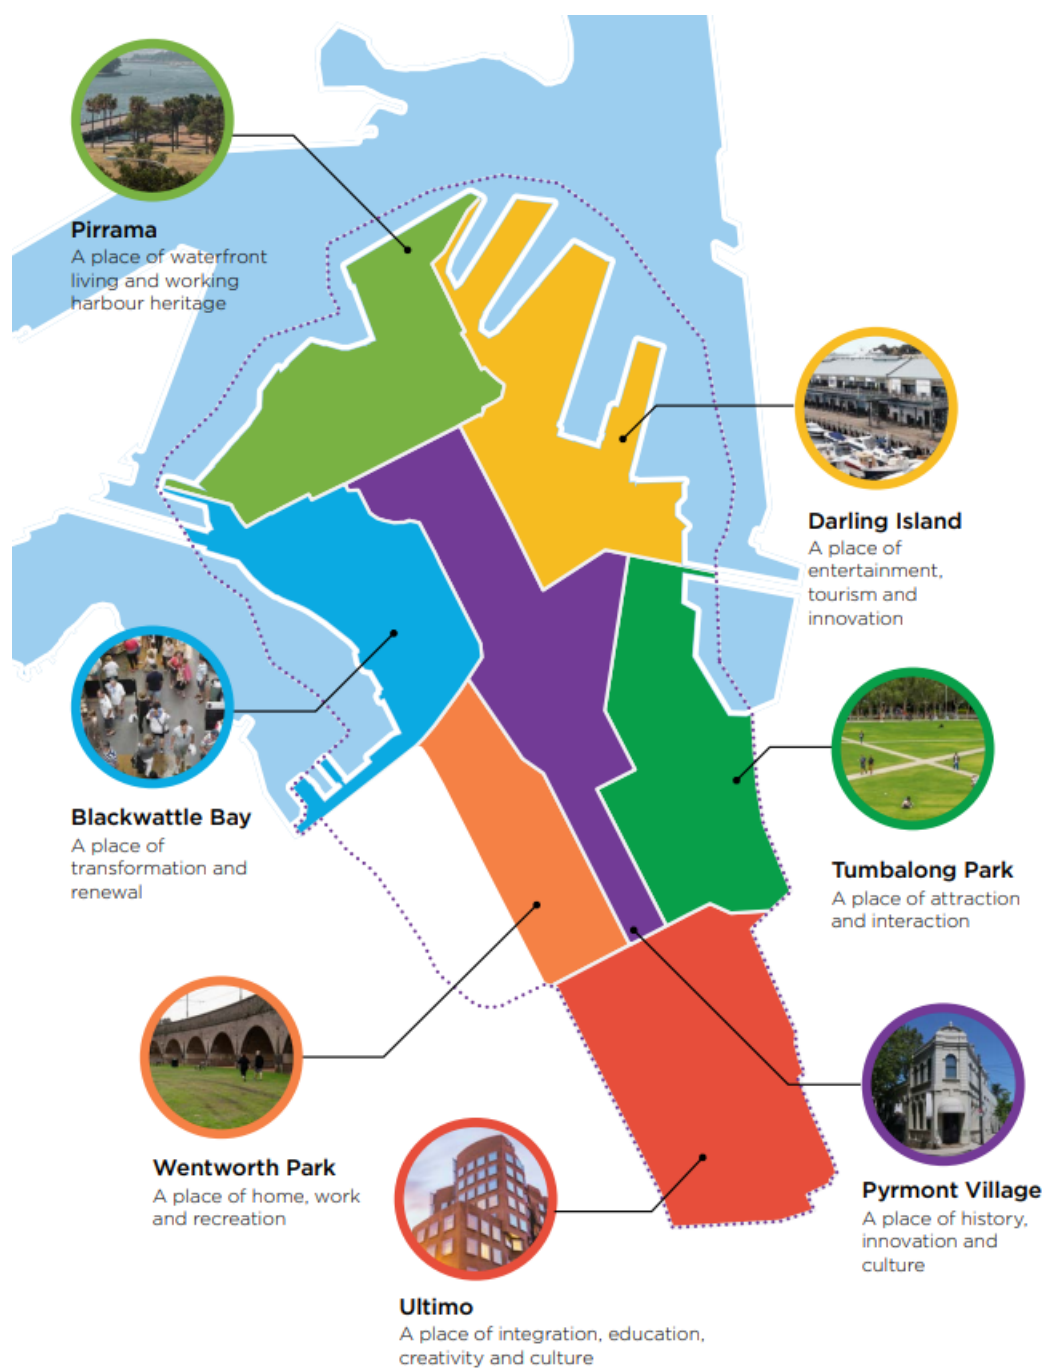 Pirrama
A place of waterfront
living and working
harbour heritage
Darling Island
A place of
entertainment,
tourism and
innovation
Blackwattle Bay
A place of
transformation and
renewal
Tumbalong Park
A place of attraction
and interaction
Wentworth Park
A place of home, work
and recreation
Pyrmont Village
A place of history,
innovation and
culture
Ultimo
A place of integration, education,
creativity and culture